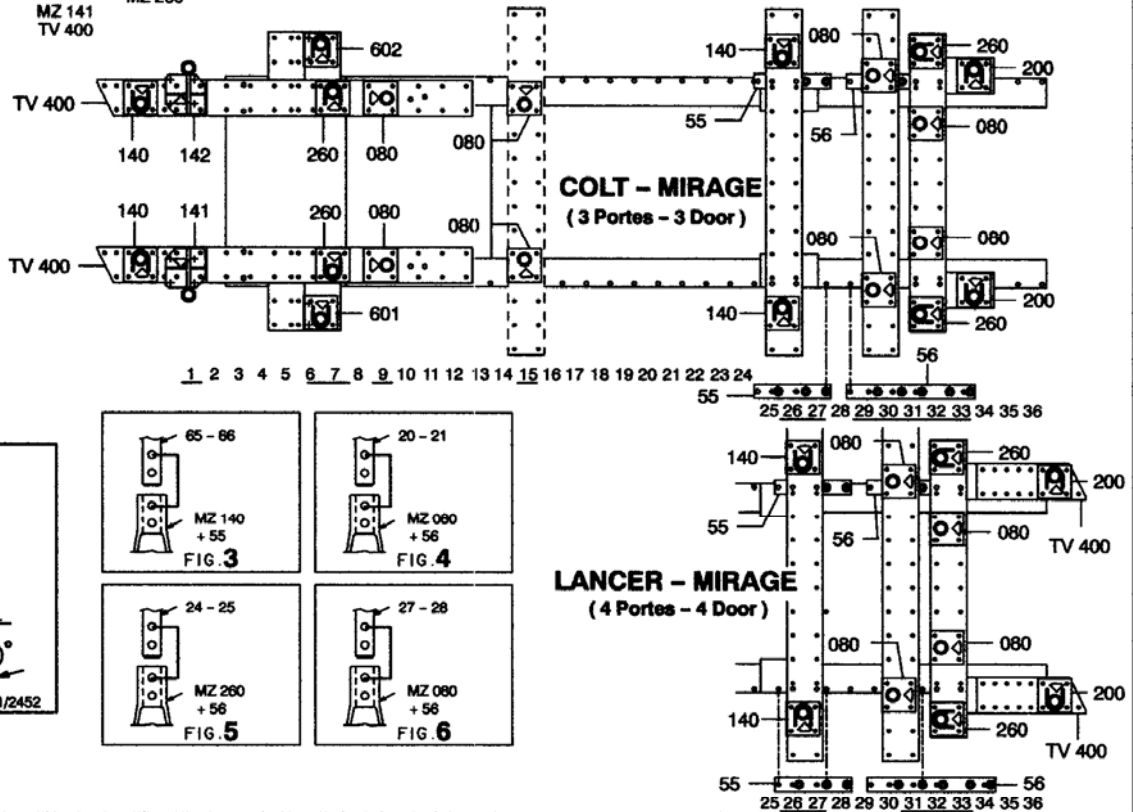 MZ 141
TV 400
602
140
080
260
200
TV 400
55
56
080
140
142
260
080
080
COLT – MIRAGE
( 3 Portes – 3 Door )
140
141
260
080
080
080
060
TV 400
601
140
200
260
1 2 3 4 5 6 7 8 9 10 11 12 13 14 15 16 17 18 19 20 21 22 23 24
56
55
25 26 27 28 29 30 31 32 33 34 35 36
65 – 66
MZ 140
+ 55
FIG. 3
20 – 21
MZ 080
+ 56
FIG. 4
24 – 25
MZ 260
+ 56
FIG. 5
27 – 28
MZ 080
+ 56
FIG. 6
/2452
140
080
260
200
55
56
080
TV 400
LANCER – MIRAGE
( 4 Portes – 4 Door )
080
080
140
200
260
TV 400
55
56
25 26 27 28 29 30 31 32 33 34 35 36